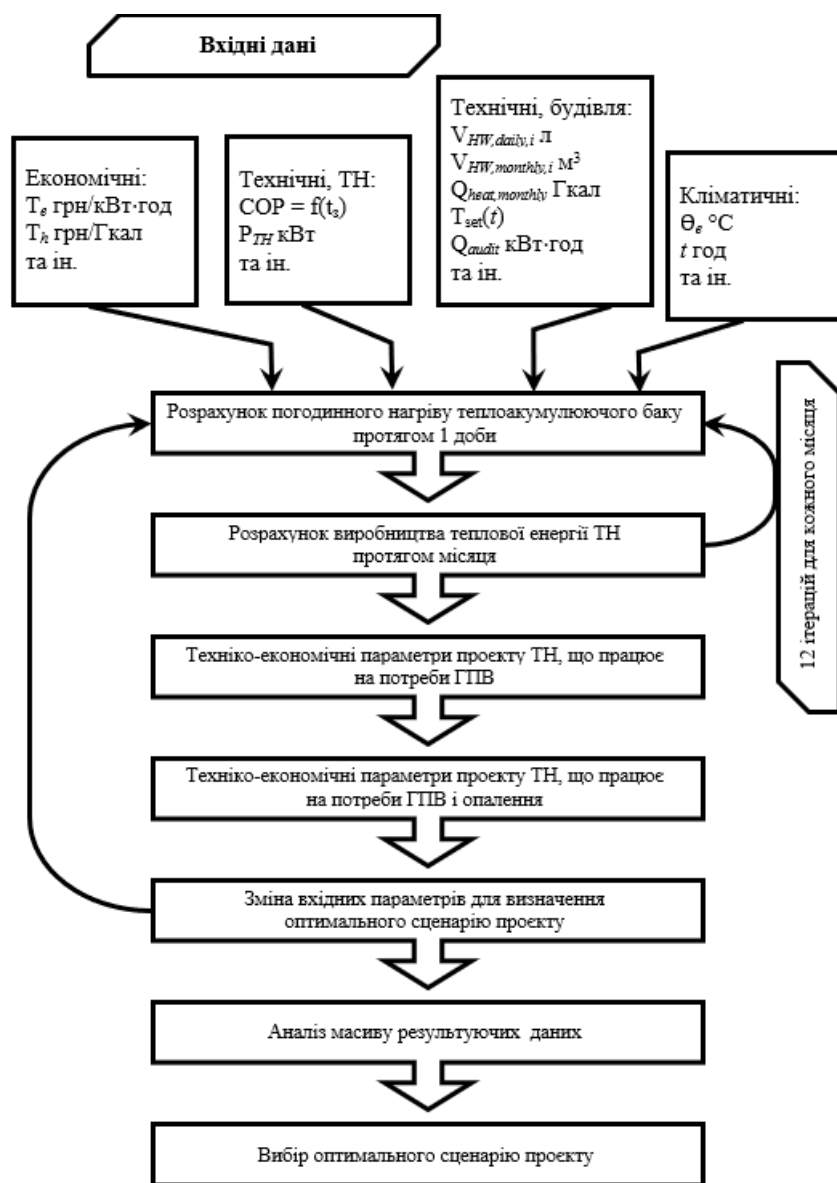 Вхідні дані
Економічні:
Tₑ грн/кВт·год
Tₕ грн/Гкал
та ін.
Технічні, ТН:
COP = f(tₛ)
P_TH кВт
та ін.
Технічні, будівля:
V_HW,daily,i л
V_HW,monthly,i м³
Q_heat,monthly Гкал
T_set(t)
Q_audit кВт·год
та ін.
Кліматичні:
Θₑ °C
t год
та ін.
Розрахунок погодинного нагріву теплоакумулюючого баку
протягом 1 доби
Розрахунок виробництва теплової енергії ТН
протягом місяця
12 ітерацій для кожного місяця
Техніко-економічні параметри проєкту ТН, що працює
на потреби ГПВ
Техніко-економічні параметри проєкту ТН, що працює
на потреби ГПВ і опалення
Зміна вхідних параметрів для визначення
оптимального сценарію проєкту
Аналіз масиву результуючих даних
Вибір оптимального сценарію проєкту